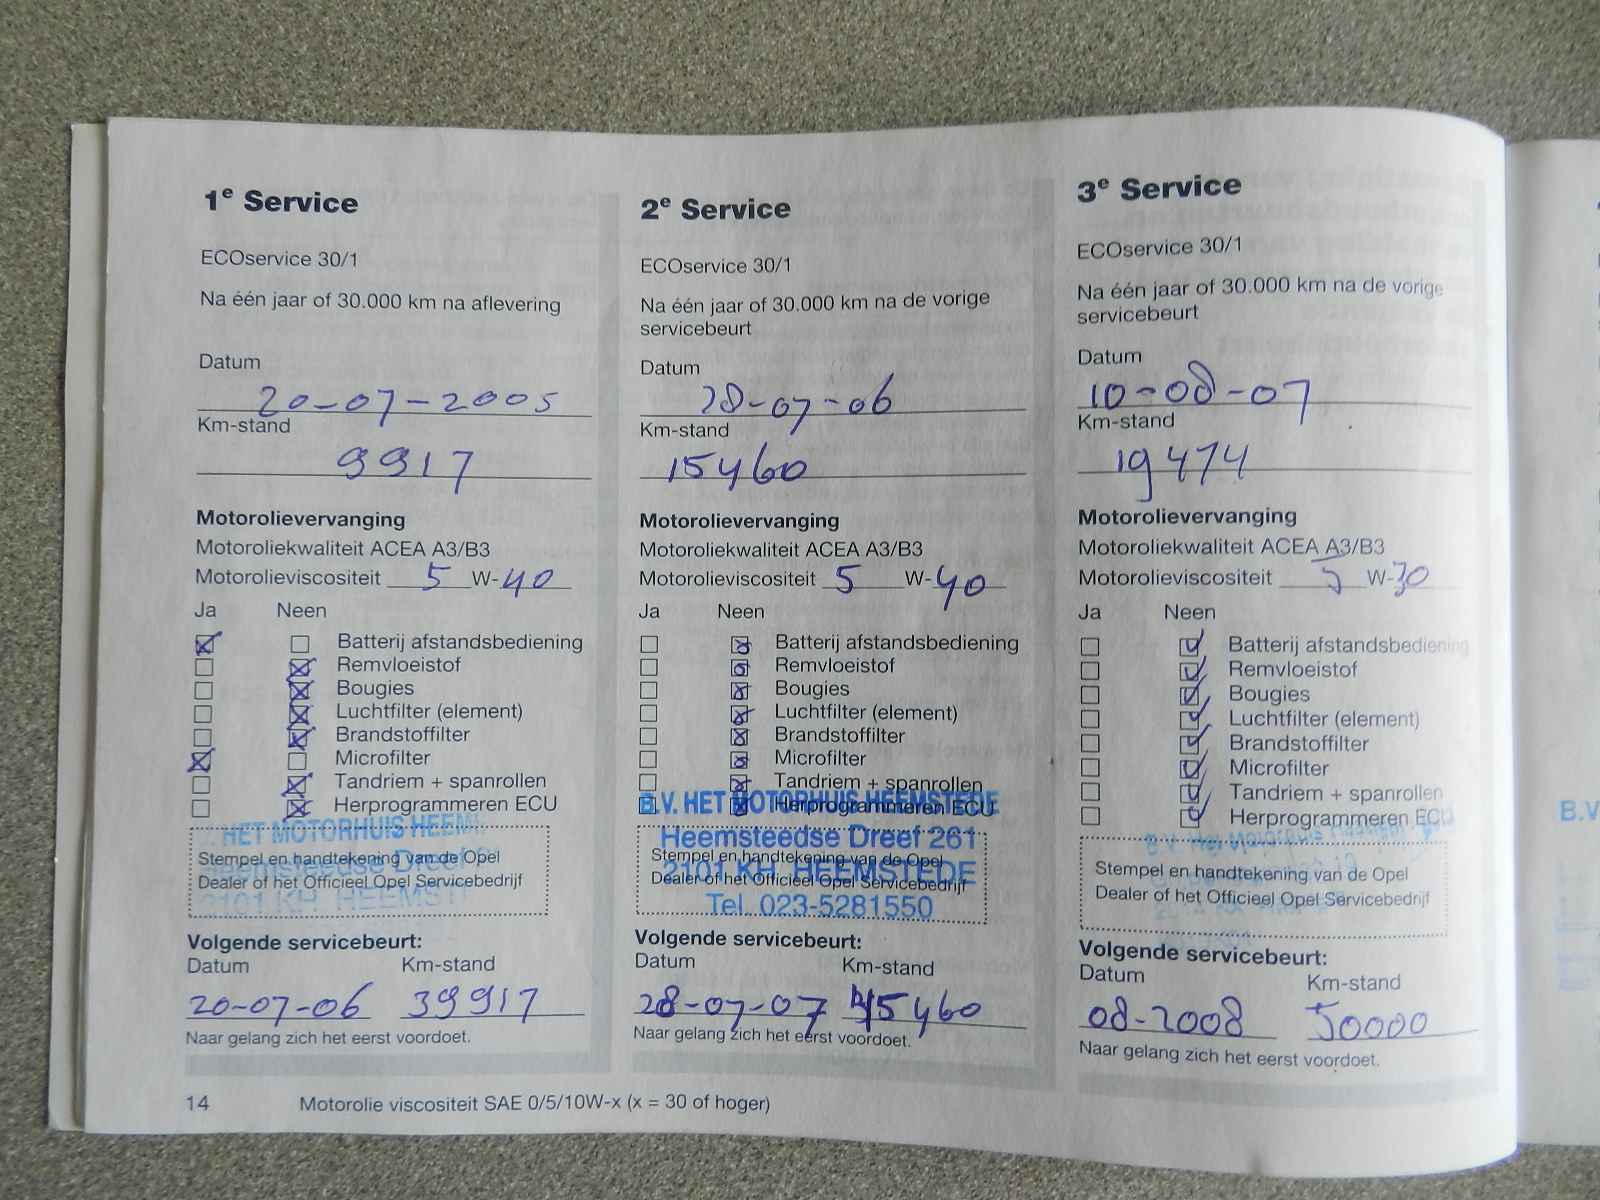 1e Service
ECOservice 30/1
Na één jaar of 30.000 km na aflevering
Datum
20-07-2005
Km-stand
9917
Motorolievervanging
Motoroliekwaliteit ACEA A3/B3
Motorolieviscositeit 5 W-40
Ja Neen
Batterij afstandsbediening
Remvloeistof
Bougies
Luchtfilter (element)
Brandstoffilter
Microfilter
Tandriem + spanrollen
Herprogrammeren ECU
HET MOTORHUIS HEEM
Stempel en handtekening van de Opel
Heemsteedse Dreef
Dealer of het Officieel Opel Servicebedrijf
2101 KH HEEMST
Volgende servicebeurt:
Datum Km-stand
20-07-06 39917
Naar gelang zich het eerst voordoet.
2e Service
ECOservice 30/1
Na één jaar of 30.000 km na de vorige
servicebeurt
Datum
28-07-06
Km-stand
15460
Motorolievervanging
Motoroliekwaliteit ACEA A3/B3
Motorolieviscositeit 5 W-40
Ja Neen
Batterij afstandsbediening
Remvloeistof
Bougies
Luchtfilter (element)
Brandstoffilter
Microfilter
Tandriem + spanrollen
B.V. HET MOTORHUIS HEEMSTEDE
Herprogrammeren ECU
Heemsteedse Dreef 261
Stempel en handtekening van de Opel
2101 KH HEEMSTEDE
Dealer of het Officieel Opel Servicebedrijf
Tel. 023-5281550
Volgende servicebeurt:
Datum Km-stand
28-07-07 45460
Naar gelang zich het eerst voordoet.
3e Service
ECOservice 30/1
Na één jaar of 30.000 km na de vorige
servicebeurt
Datum
10-08-07
Km-stand
19474
Motorolievervanging
Motoroliekwaliteit ACEA A3/B3
Motorolieviscositeit 5 W-30
Ja Neen
Batterij afstandsbediening
Remvloeistof
Bougies
Luchtfilter (element)
Brandstoffilter
Microfilter
Tandriem + spanrollen
Herprogrammeren ECU
Stempel en handtekening van de Opel
Dealer of het Officieel Opel Servicebedrijf
Volgende servicebeurt:
Datum Km-stand
08-2008 50000
Naar gelang zich het eerst voordoet.
14 Motorolie viscositeit SAE 0/5/10W-x (x = 30 of hoger)
B.V